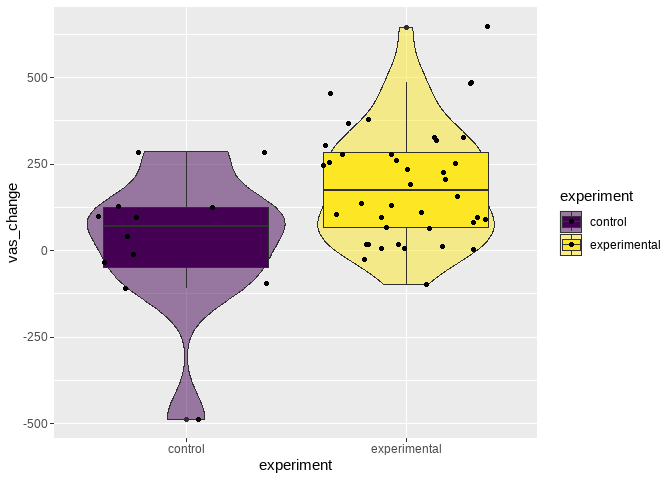 500
250
0
-250
-500
vas_change
control
experimental
experiment
experiment
control
experimental